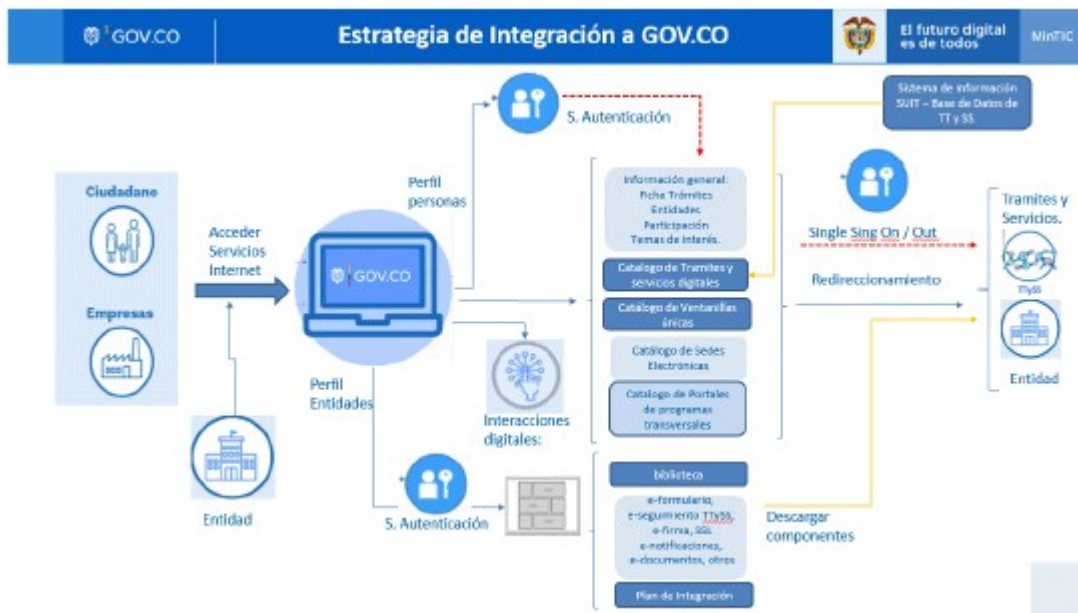 GOV.CO
Estrategia de Integración a GOV.CO
El futuro digital
es de todos
MinTIC
Sistema de información
SUIT – Base de Datos de
TT y SS.
S. Autenticación
Ciudadano
Empresas
Acceder
Servicios
Internet
Entidad
Perfil
personas
GOV.CO
Perfil
Entidades
Interacciones
digitales:
S. Autenticación
Información general:
Ficha Trámites
Entidades
Participación
Temas de Interés.
Catalogo de Tramites y
servicios digitales
Catálogo de Ventanillas
únicas
Catálogo de Sedes
Electrónicas
Catalogo de Portales
de programas
transversales
biblioteca
e-formulario,
e-seguimiento TTySS,
e-firma, SSL
e-notificaciones,
e-documentos, otros
Plan de Integración
Single Sing On / Out
Redireccionamiento
Descargar
componentes
Tramites y
Servicios.
TTySS
Entidad